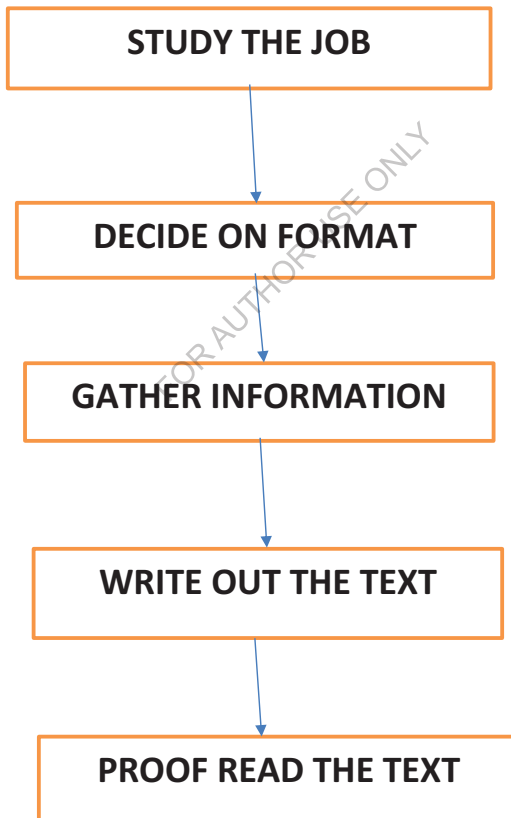 STUDY THE JOB
DECIDE ON FORMAT
FOR AUTHOR USE ONLY
GATHER INFORMATION
WRITE OUT THE TEXT
PROOF READ THE TEXT